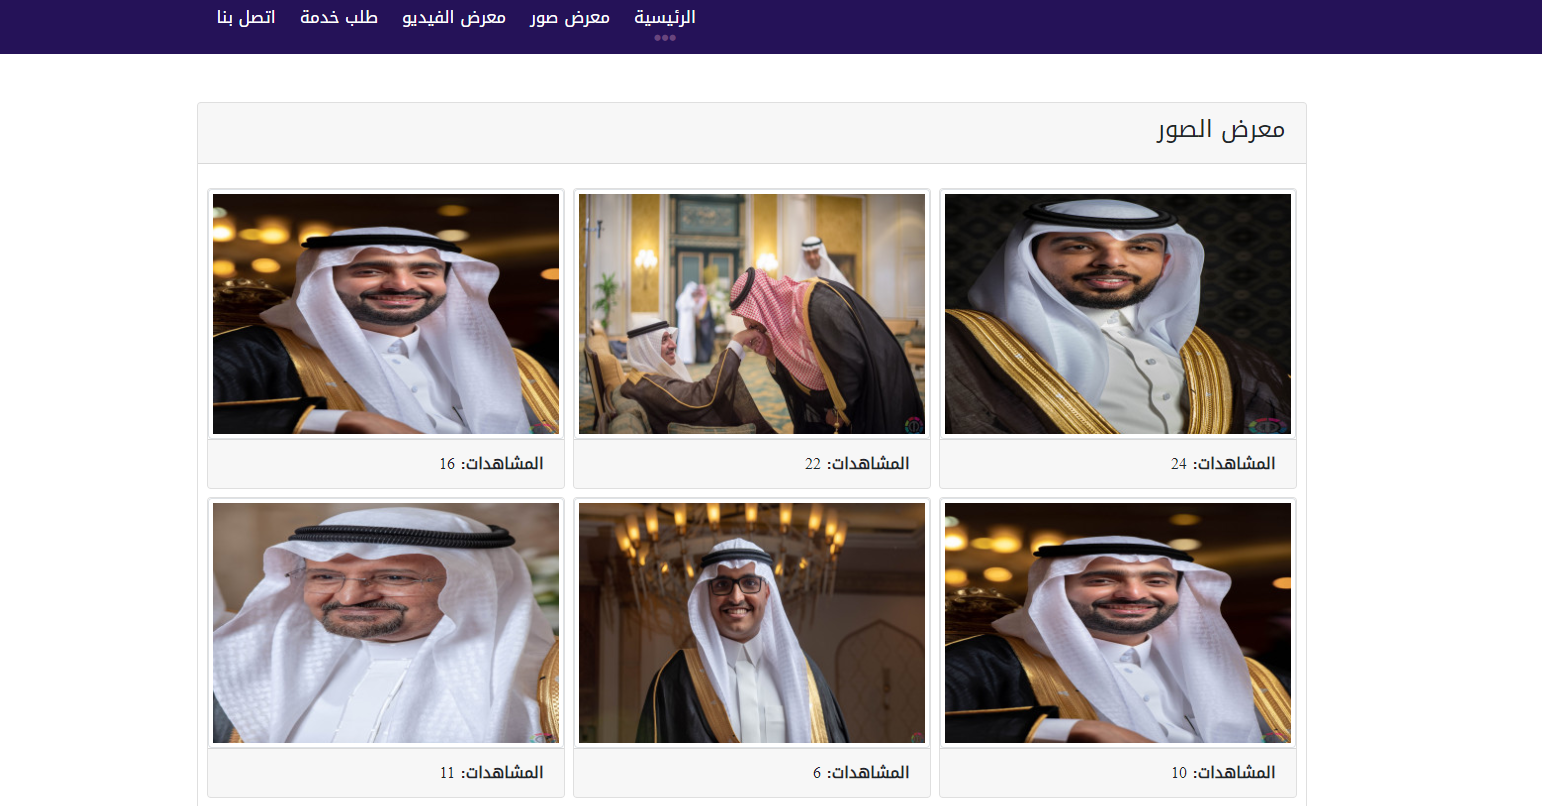 الرئيسية
معرض صور
معرض الفيديو
طلب خدمة
اتصل بنا
معرض الصور
المشاهدات: 24
المشاهدات: 22
المشاهدات: 16
المشاهدات: 10
المشاهدات: 6
المشاهدات: 11